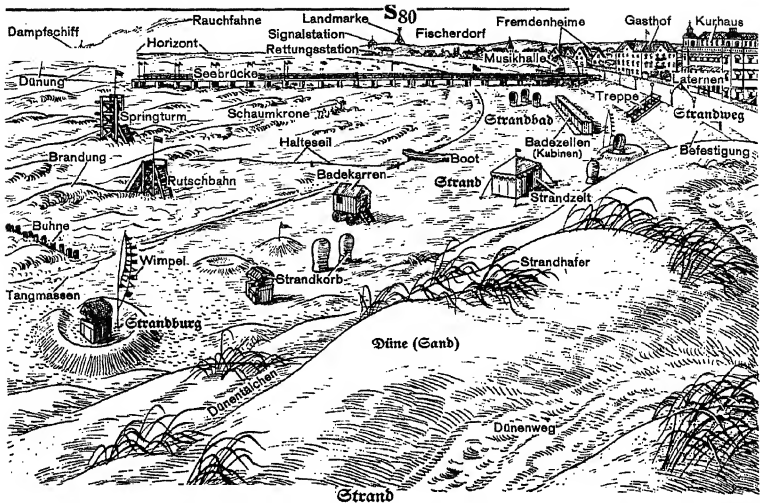 S80
Dampfschiff
Rauchfahne
Landmarke
Signalstation
Rettungsstation
Fischerdorf
Fremdenheime
Gasthof
Kurhaus
Horizont
Musikhalle
Dünung
Seebrücke
Laternen
Treppe
Springturm
Schaumkrone
Strandbad
Strandweg
Halteseil
Badezellen
(Kabinen)
Befestigung
Brandung
Boot
Rutschbahn
Badekarren
Strand
Strandzelt
Buhne
Wimpel
Strandkorb
Strandhafer
Tangmassen
Strandburg
Düne (Sand)
Dünentälchen
Dünenweg
Strand